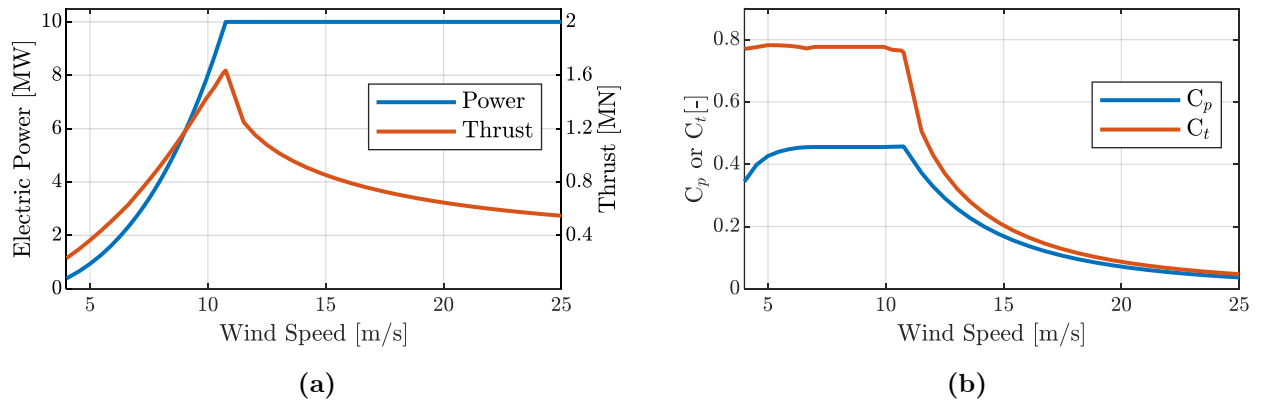 Electric Power [MW]
10
8
6
4
2
0
5
10
15
20
25
Wind Speed [m/s]
2
1.6
1.2
0.8
0.4
Thrust [MN]
Power
Thrust
(a)
C_p or C_t[-]
0.8
0.6
0.4
0.2
0
5
10
15
20
25
Wind Speed [m/s]
C_p
C_t
(b)